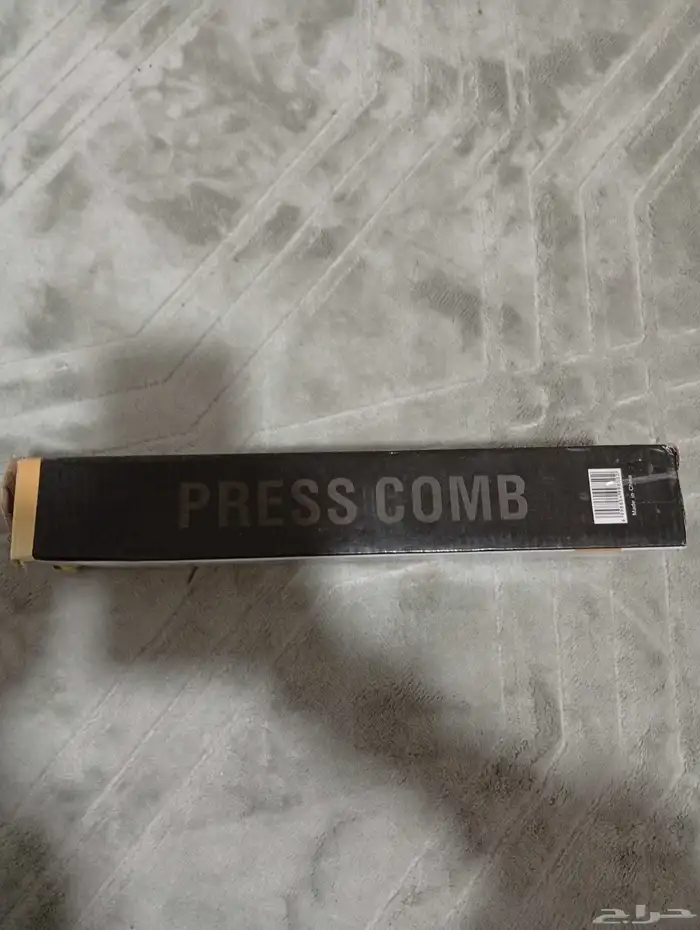 PRESS COMB
Made in China
حراج